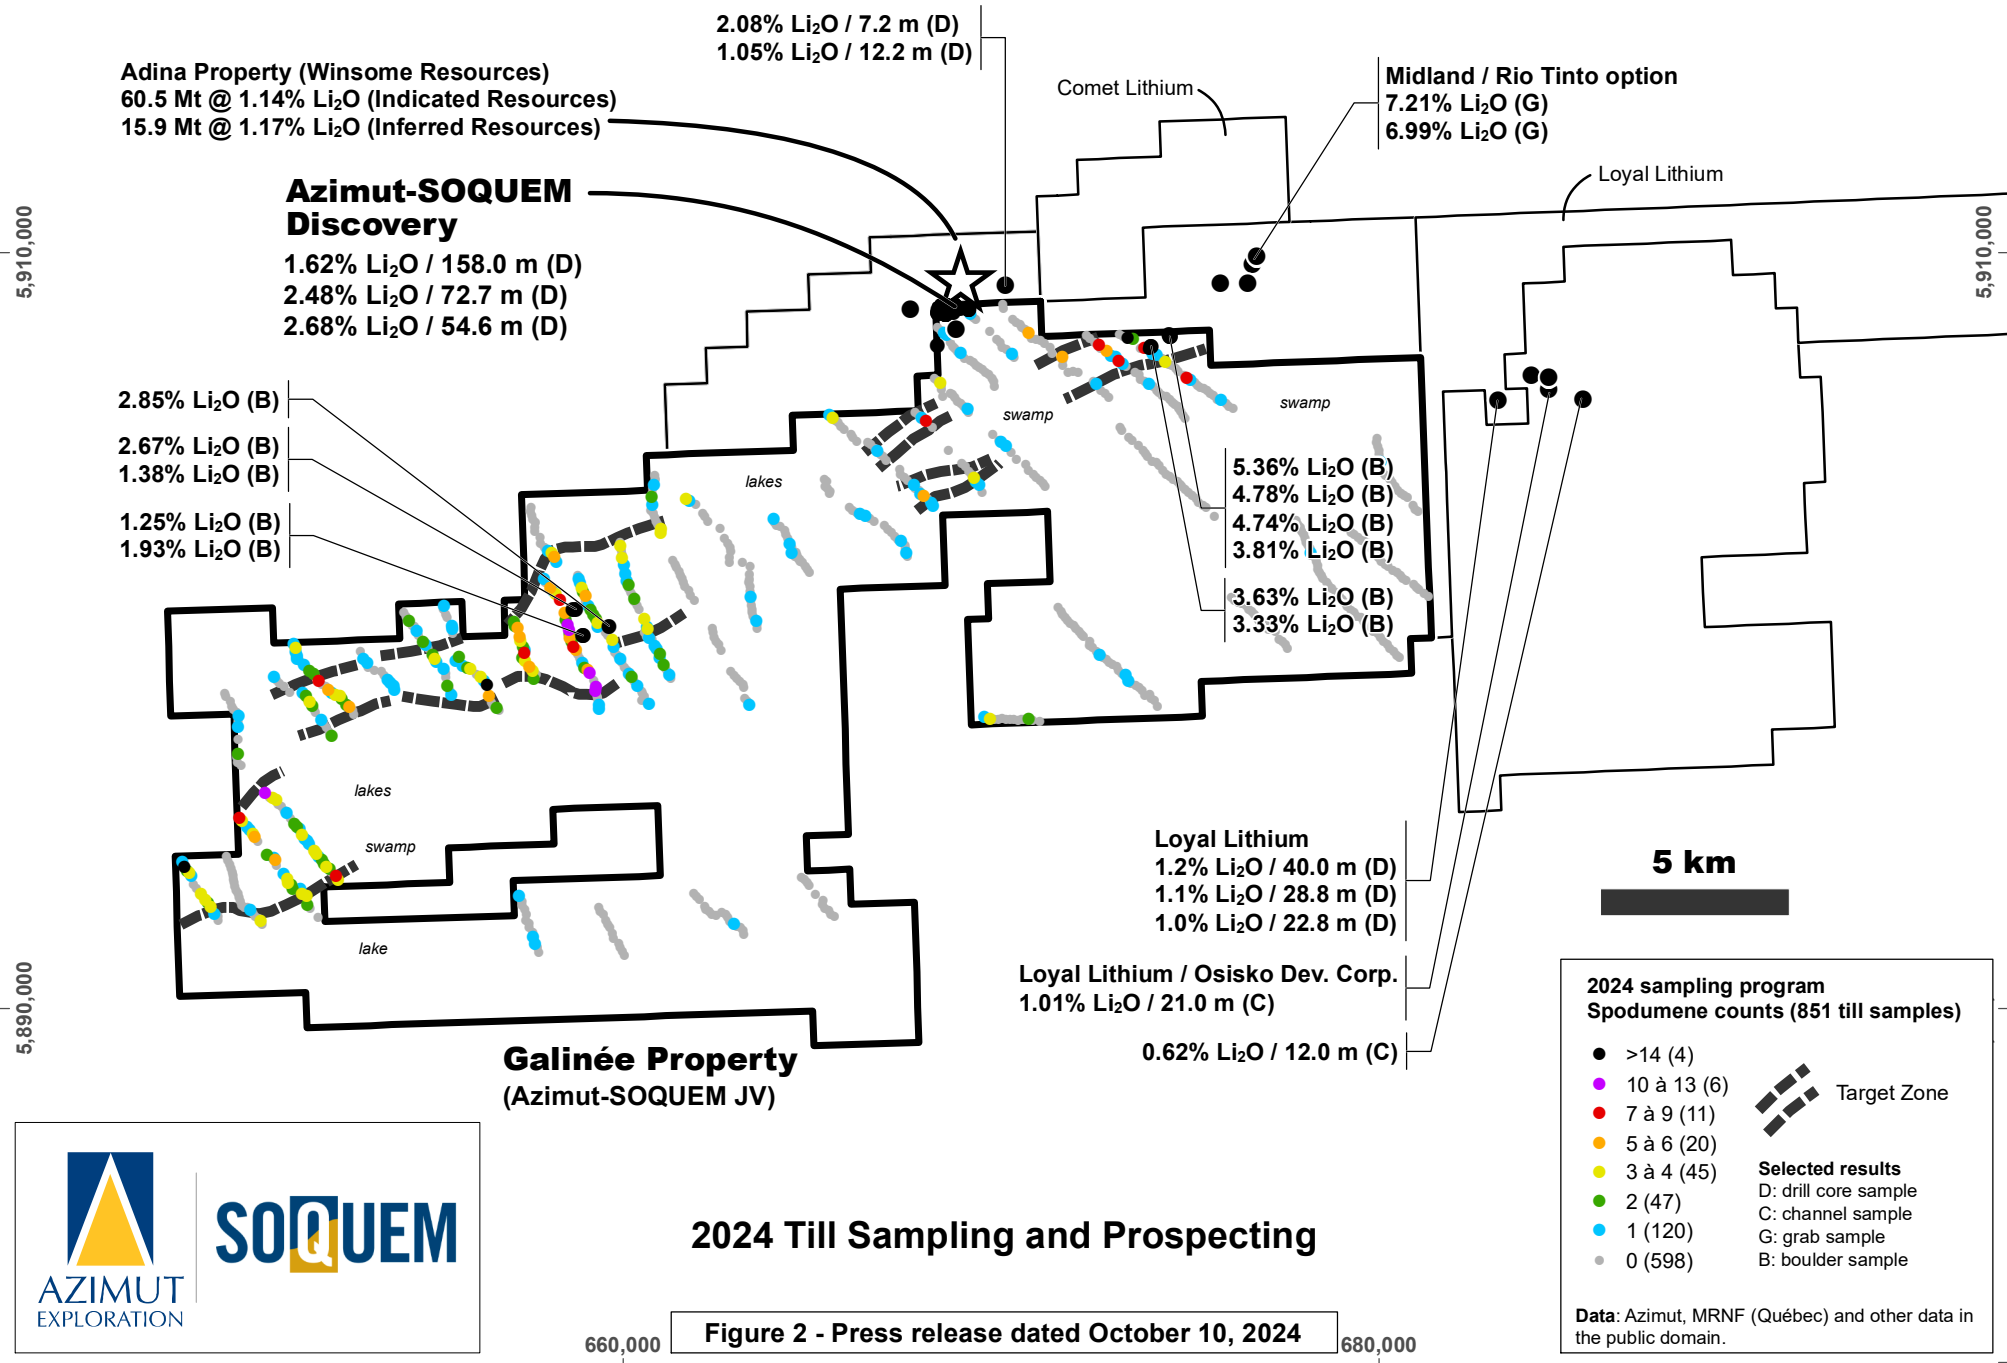 2.08% Li₂O / 7.2 m (D)
1.05% Li₂O / 12.2 m (D)
Adina Property (Winsome Resources)
60.5 Mt @ 1.14% Li₂O (Indicated Resources)
15.9 Mt @ 1.17% Li₂O (Inferred Resources)
Comet Lithium
Midland / Rio Tinto option
7.21% Li₂O (G)
6.99% Li₂O (G)
Loyal Lithium
Azimut-SOQUEM
Discovery
1.62% Li₂O / 158.0 m (D)
2.48% Li₂O / 72.7 m (D)
2.68% Li₂O / 54.6 m (D)
5,910,000
5,910,000
2.85% Li₂O (B)
2.67% Li₂O (B)
1.38% Li₂O (B)
1.25% Li₂O (B)
1.93% Li₂O (B)
swamp
swamp
lakes
5.36% Li₂O (B)
4.78% Li₂O (B)
4.74% Li₂O (B)
3.81% Li₂O (B)
3.63% Li₂O (B)
3.33% Li₂O (B)
lakes
swamp
lake
Loyal Lithium
1.2% Li₂O / 40.0 m (D)
1.1% Li₂O / 28.8 m (D)
1.0% Li₂O / 22.8 m (D)
Loyal Lithium / Osisko Dev. Corp.
1.01% Li₂O / 21.0 m (C)
0.62% Li₂O / 12.0 m (C)
5 km
5,890,000
Galinée Property
(Azimut-SOQUEM JV)
2024 sampling program
Spodumene counts (851 till samples)
>14 (4)
10 à 13 (6)
7 à 9 (11)
5 à 6 (20)
3 à 4 (45)
2 (47)
1 (120)
0 (598)
Target Zone
Selected results
D: drill core sample
C: channel sample
G: grab sample
B: boulder sample
Data: Azimut, MRNF (Québec) and other data in
the public domain.
AZIMUT
EXPLORATION
SOQUEM
2024 Till Sampling and Prospecting
660,000
Figure 2 - Press release dated October 10, 2024
680,000